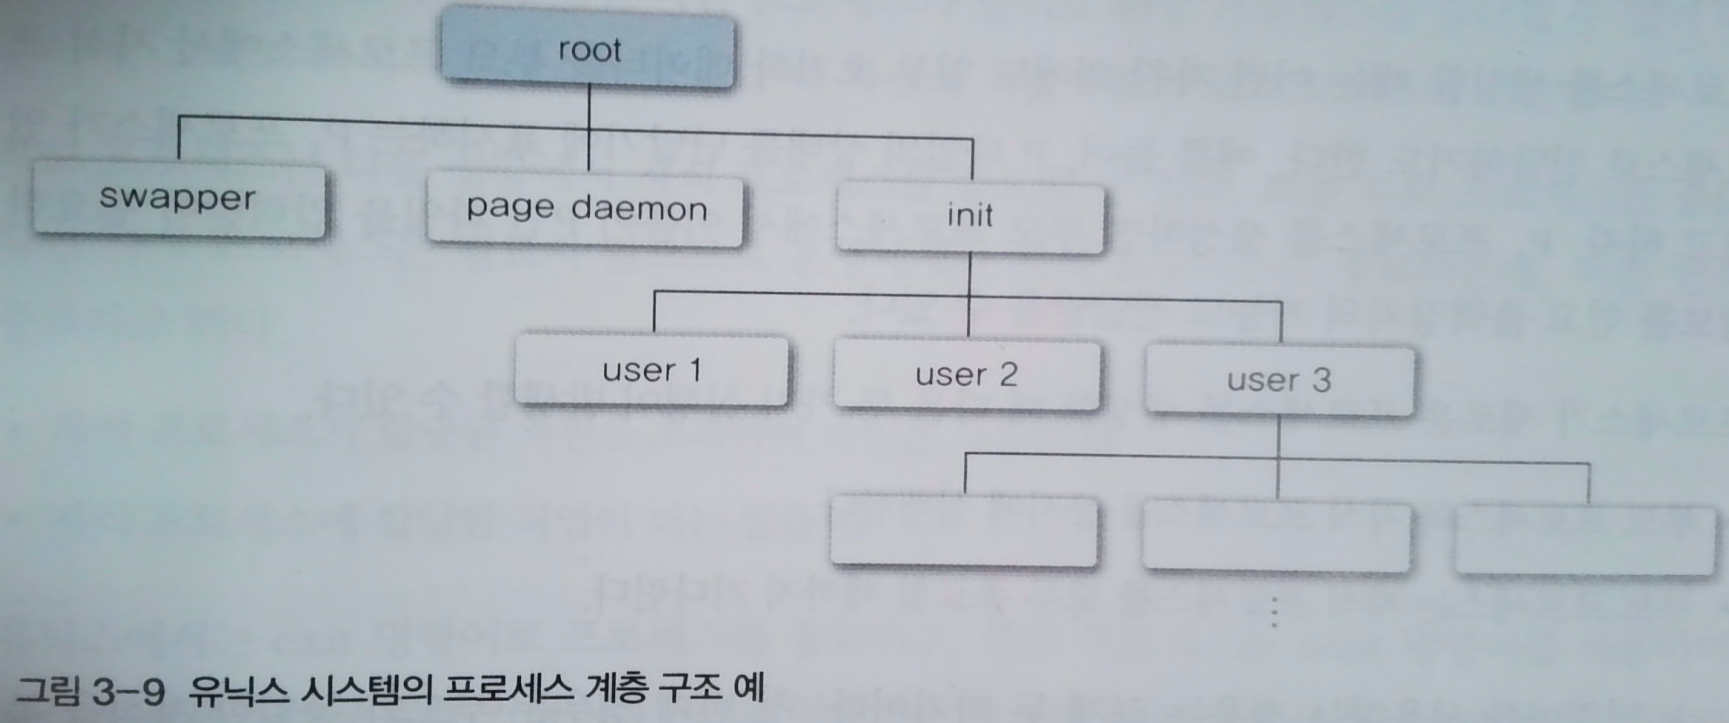 root
swapper
page daemon
init
user 1
user 2
user 3
그림 3-9 유닉스 시스템의 프로세스 계층 구조 예